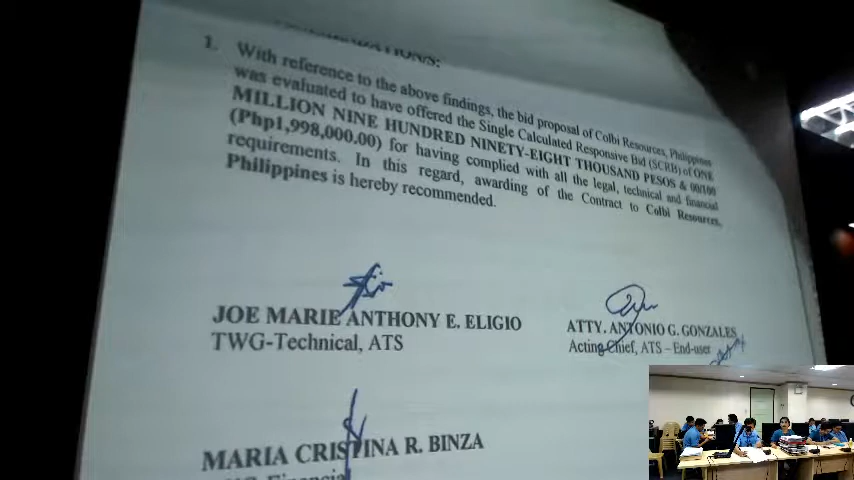 1. With reference to the above findings, the bid proposal of Colbi Resources, Philippines
was evaluated to have offered the Single Calculated Responsive Bid (SCRB) of ONE
MILLION NINE HUNDRED NINETY-EIGHT THOUSAND PESOS & 00/100
(Php1,998,000.00) for having complied with all the legal, technical and financial
requirements. In this regard, awarding of the Contract to Colbi Resources,
Philippines is hereby recommended.
JOE MARIE ANTHONY E. ELIGIO
TWG-Technical, ATS
ATTY. ANTONIO G. GONZALES
Acting Chief, ATS – End-user
MARIA CRISTINA R. BINZA